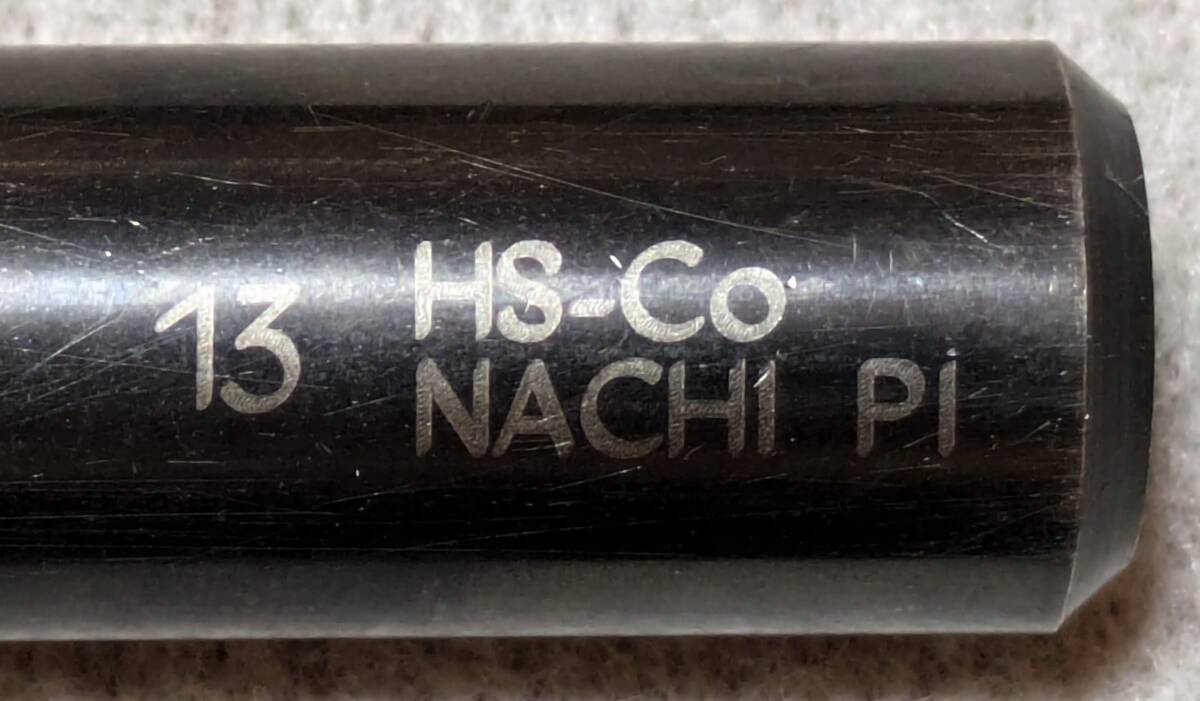 13
HS-Co
NACHI Pi